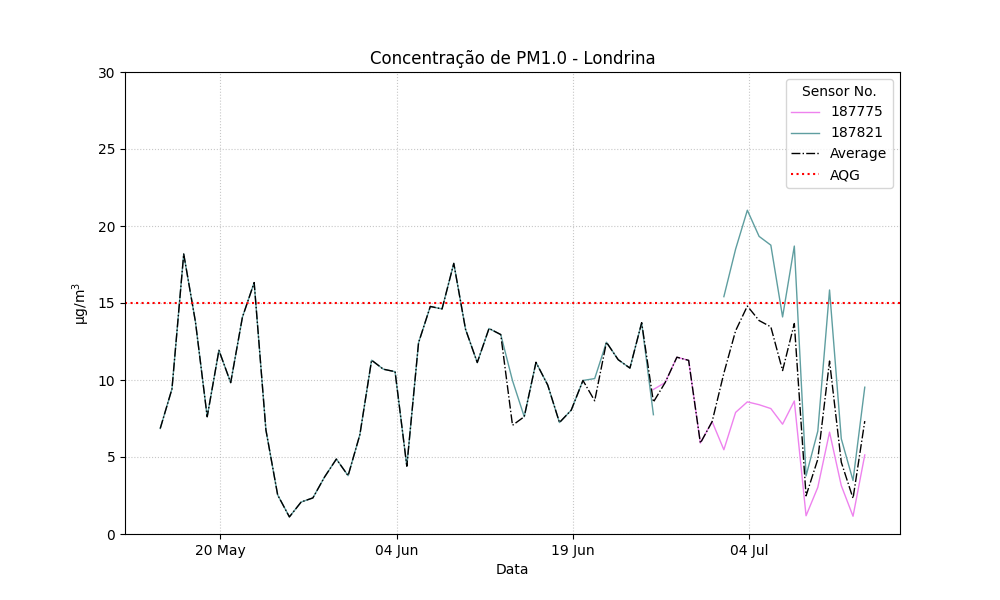 Concentração de PM1.0 - Londrina
30
25
20
15
10
5
0
µg/m³
Sensor No.
187775
187821
Average
AQG
20 May
04 Jun
19 Jun
04 Jul
Data